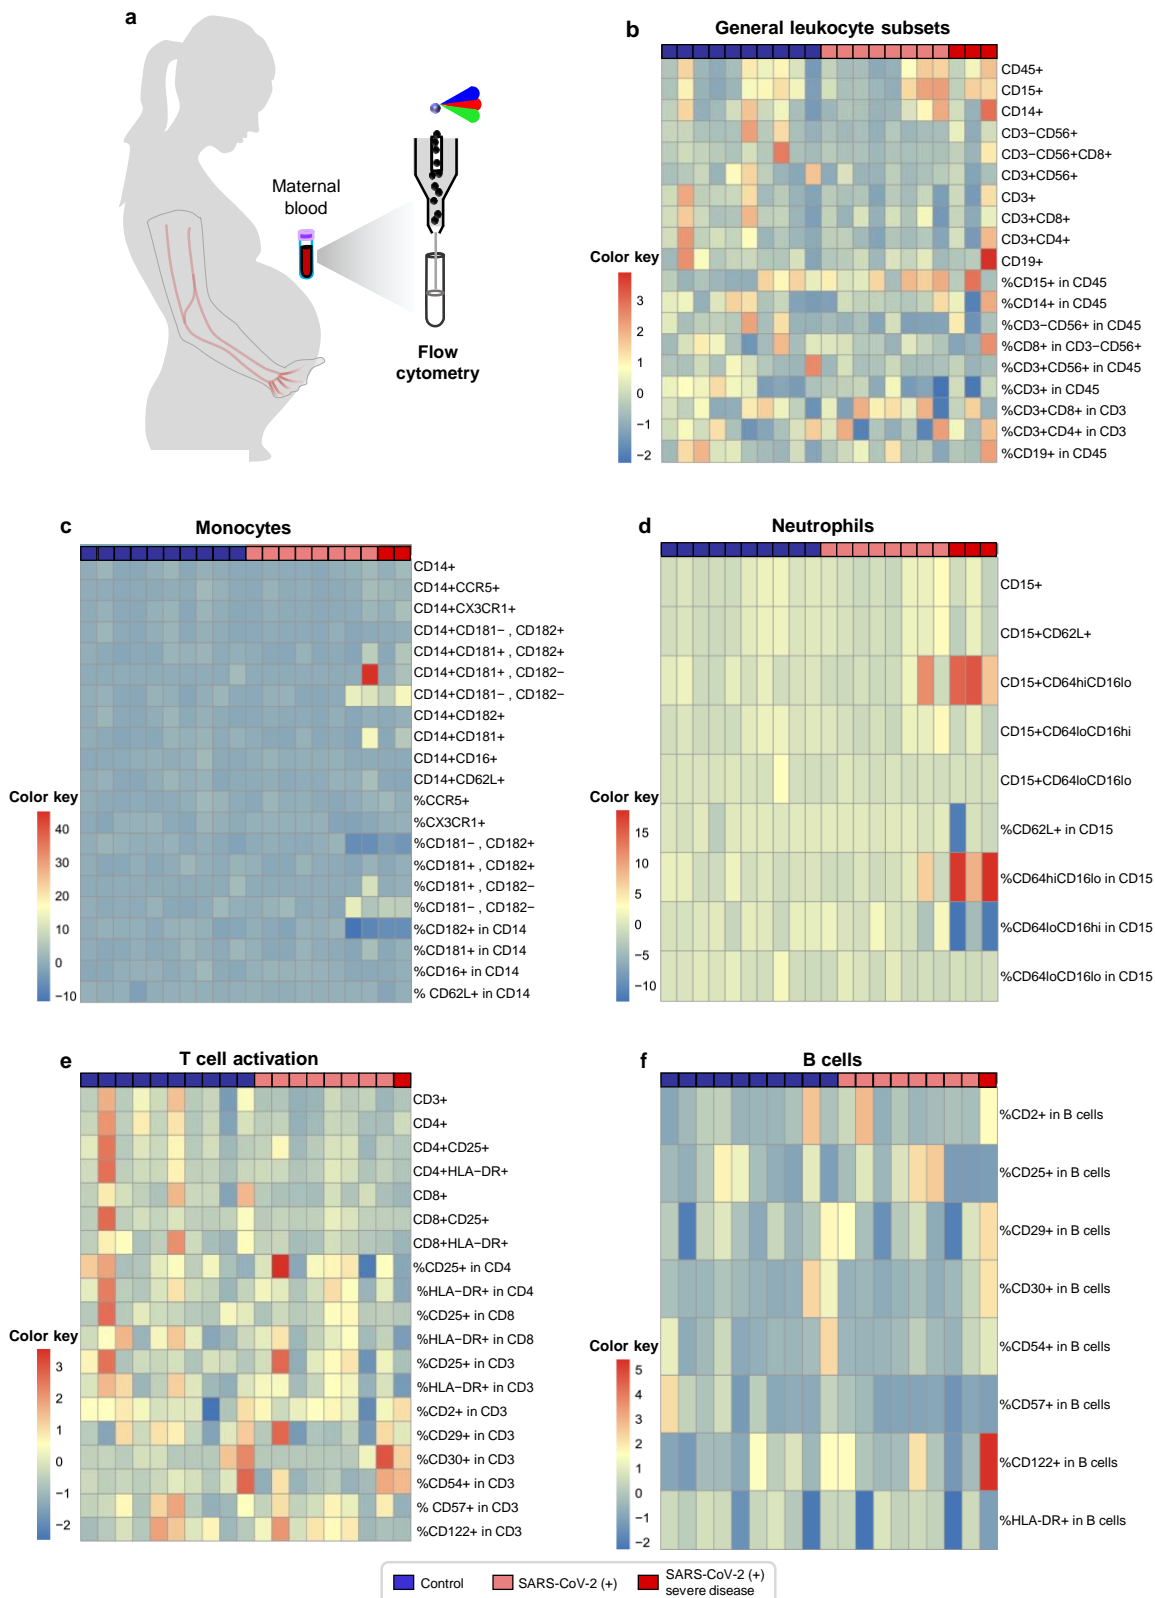 a
Maternal
blood
Flow
cytometry
b
General leukocyte subsets
CD45+
CD15+
CD14+
CD3−CD56+
CD3−CD56+CD8+
CD3+CD56+
CD3+
CD3+CD8+
CD3+CD4+
CD19+
%CD15+ in CD45
%CD14+ in CD45
%CD3−CD56+ in CD45
%CD8+ in CD3−CD56+
%CD3+CD56+ in CD45
%CD3+ in CD45
%CD3+CD8+ in CD3
%CD3+CD4+ in CD3
%CD19+ in CD45
Color key
3
2
1
0
−1
−2
c
Monocytes
CD14+
CD14+CCR5+
CD14+CX3CR1+
CD14+CD181− , CD182+
CD14+CD181+ , CD182+
CD14+CD181+ , CD182−
CD14+CD181− , CD182−
CD14+CD182+
CD14+CD181+
CD14+CD16+
CD14+CD62L+
%CCR5+
%CX3CR1+
%CD181− , CD182+
%CD181+ , CD182+
%CD181+ , CD182−
%CD181− , CD182−
%CD182+ in CD14
%CD181+ in CD14
%CD16+ in CD14
% CD62L+ in CD14
Color key
40
30
20
10
0
−10
d
Neutrophils
CD15+
CD15+CD62L+
CD15+CD64hiCD16lo
CD15+CD64loCD16hi
CD15+CD64loCD16lo
%CD62L+ in CD15
%CD64hiCD16lo in CD15
%CD64loCD16hi in CD15
%CD64loCD16lo in CD15
Color key
15
10
5
0
−5
−10
e
T cell activation
CD3+
CD4+
CD4+CD25+
CD4+HLA−DR+
CD8+
CD8+CD25+
CD8+HLA−DR+
%CD25+ in CD4
%HLA−DR+ in CD4
%CD25+ in CD8
%HLA−DR+ in CD8
%CD25+ in CD3
%HLA−DR+ in CD3
%CD2+ in CD3
%CD29+ in CD3
%CD30+ in CD3
%CD54+ in CD3
% CD57+ in CD3
%CD122+ in CD3
Color key
3
2
1
0
−1
−2
f
B cells
%CD2+ in B cells
%CD25+ in B cells
%CD29+ in B cells
%CD30+ in B cells
%CD54+ in B cells
%CD57+ in B cells
%CD122+ in B cells
%HLA-DR+ in B cells
Color key
5
4
3
2
1
0
−1
−2
Control
SARS-CoV-2 (+)
SARS-CoV-2 (+)
severe disease